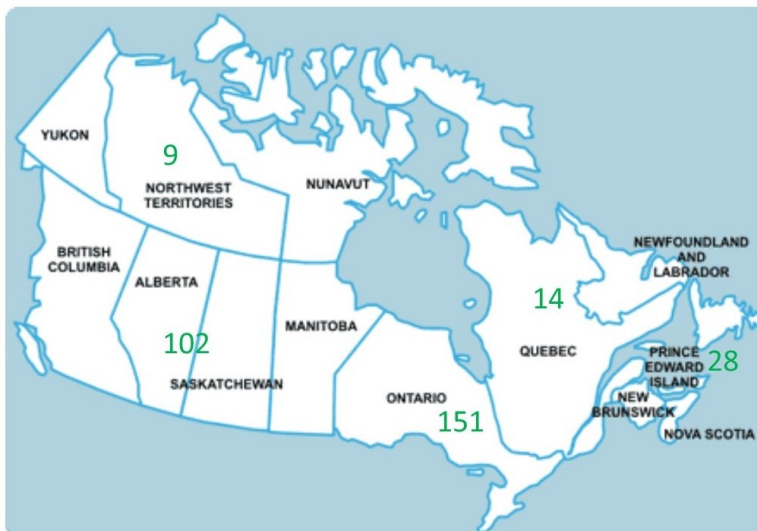 YUKON
9
NORTHWEST
TERRITORIES
NUNAVUT
BRITISH
COLUMBIA
ALBERTA
102
SASKATCHEWAN
MANITOBA
ONTARIO
151
14
QUEBEC
NEWFOUNDLAND
AND
LABRADOR
PRINCE
EDWARD
ISLAND
28
NEW
BRUNSWICK
NOVA SCOTIA